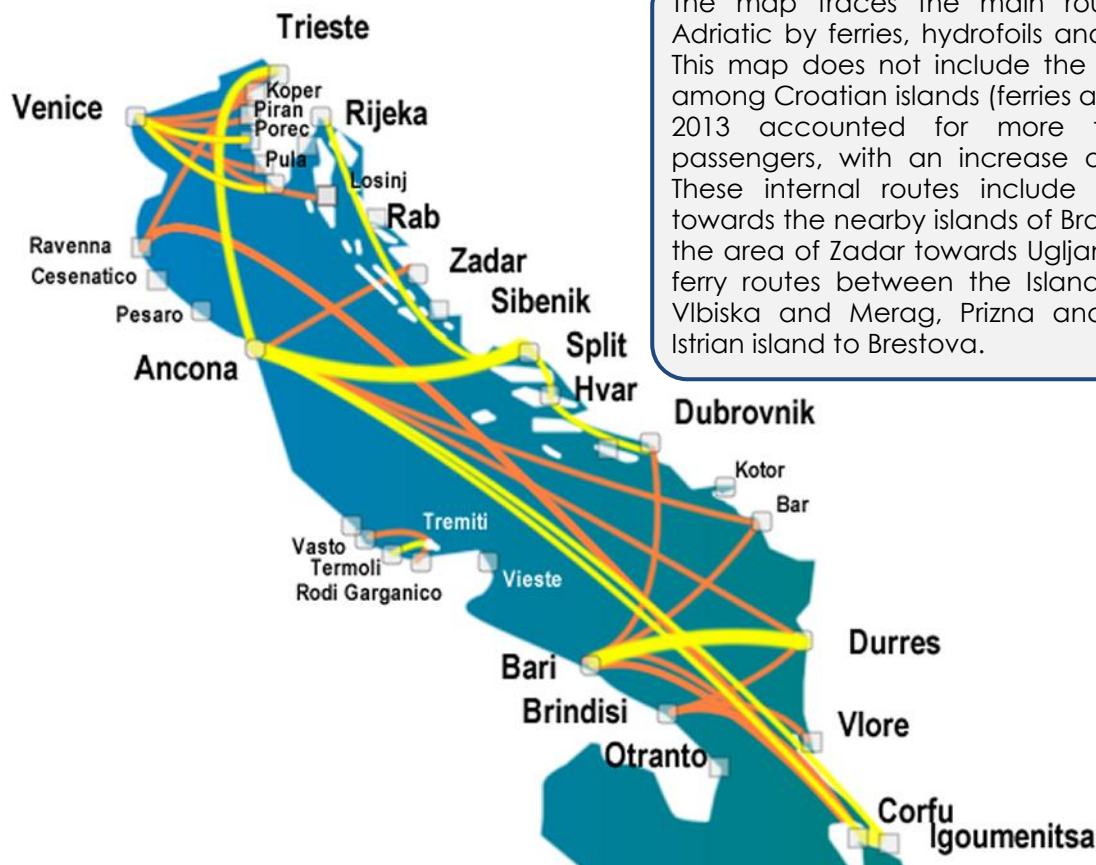 The map traces the main rou
Adriatic by ferries, hydrofoils and
This map does not include the
among Croatian islands (ferries a
2013 accounted for more t
passengers, with an increase o
These internal routes include
towards the nearby islands of Bra
the area of Zadar towards Ugljar
ferry routes between the Island
Vlbiska and Merag, Prizna and
Istrian island to Brestova.
Trieste
Venice
Koper
Piran
Porec
Rijeka
Pula
Losinj
Rab
Ravenna
Cesenatico
Zadar
Pesaro
Sibenik
Ancona
Split
Hvar
Dubrovnik
Kotor
Bar
Tremiti
Vasto
Termoli
Rodi Garganico
Vieste
Durres
Bari
Brindisi
Vlore
Otranto
Corfu
Igoumenitsa